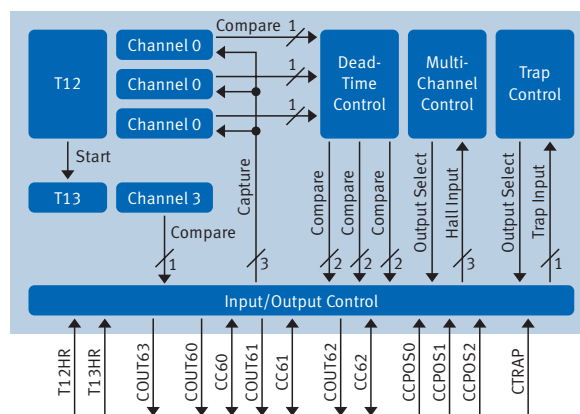 Compare
1
Channel 0
T12
1
Channel 0
1
Channel 0
Dead-
Time
Control
Multi-
Channel
Control
Trap
Control
Start
T13
Channel 3
Compare
1
Capture
3
Compare
2
Compare
2
Compare
2
Output Select
Hall Input
3
Output Select
Trap Input
1
Input/Output Control
T12HR
T13HR
COUT63
COUT60
CC60
COUT61
CC61
COUT62
CC62
CCPOS0
CCPOS1
CCPOS2
CTRAP